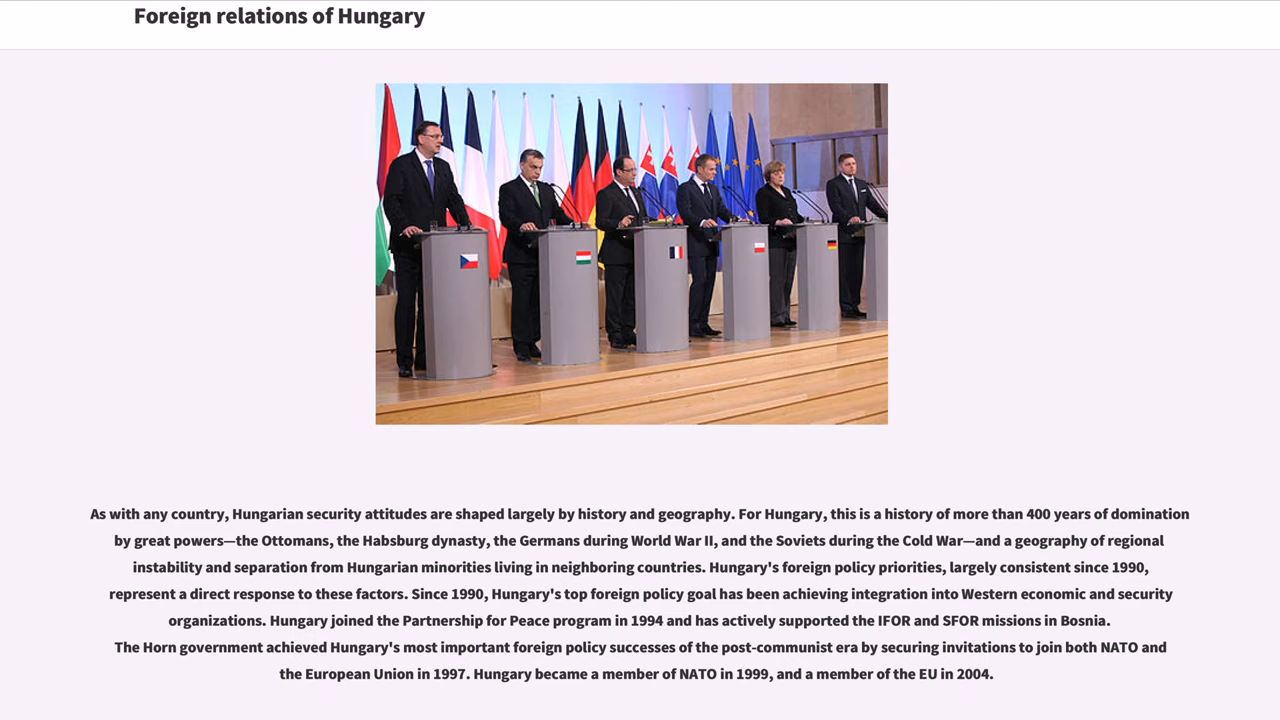 Foreign relations of Hungary
As with any country, Hungarian security attitudes are shaped largely by history and geography. For Hungary, this is a history of more than 400 years of domination
by great powers—the Ottomans, the Habsburg dynasty, the Germans during World War II, and the Soviets during the Cold War—and a geography of regional
instability and separation from Hungarian minorities living in neighboring countries. Hungary's foreign policy priorities, largely consistent since 1990,
represent a direct response to these factors. Since 1990, Hungary's top foreign policy goal has been achieving integration into Western economic and security
organizations. Hungary joined the Partnership for Peace program in 1994 and has actively supported the IFOR and SFOR missions in Bosnia.
The Horn government achieved Hungary's most important foreign policy successes of the post-communist era by securing invitations to join both NATO and
the European Union in 1997. Hungary became a member of NATO in 1999, and a member of the EU in 2004.